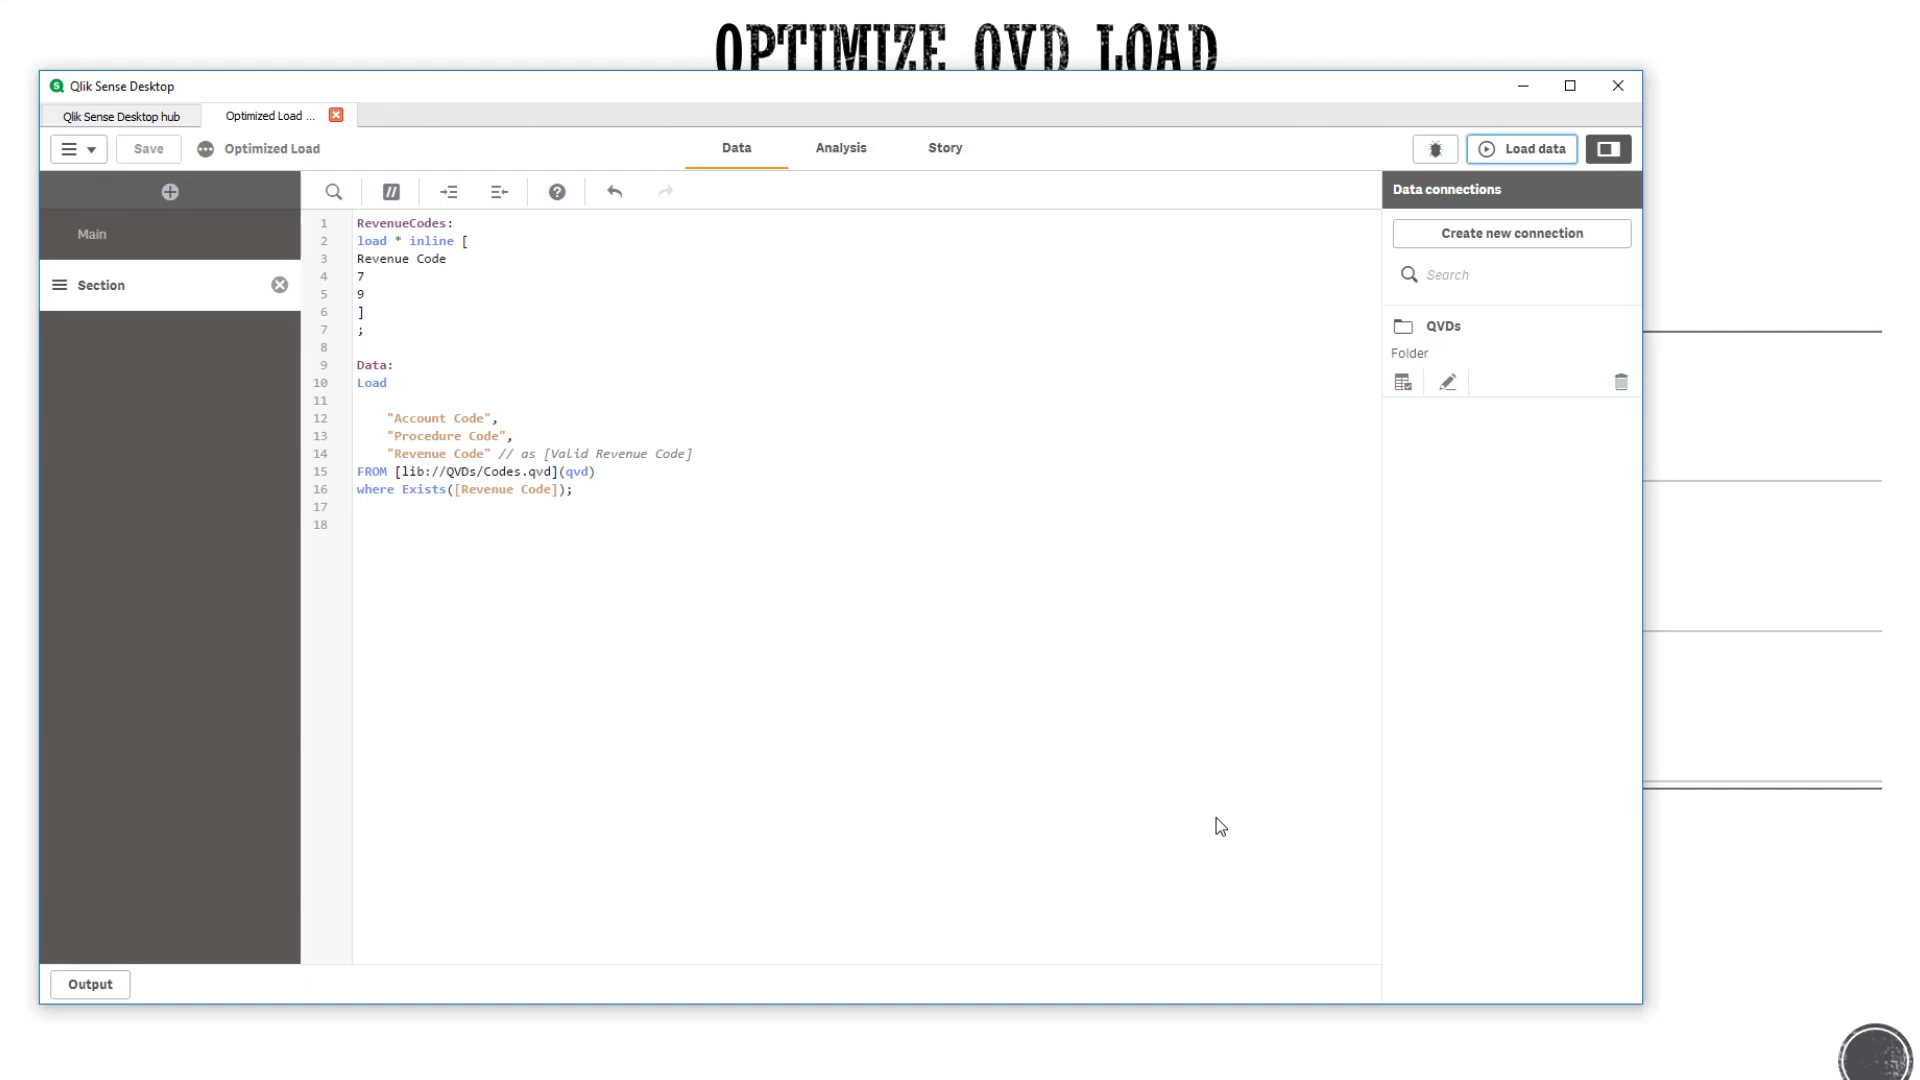 OPTIMIZE QVD LOAD
Qlik Sense Desktop
Qlik Sense Desktop hub
Optimized Load ...
Save
Optimized Load
Data
Analysis
Story
Load data
Main
Section
1 RevenueCodes:
2 load * inline [
3 Revenue Code
4 7
5 9
6 ]
7 ;
8
9 Data:
10 Load
11
12 "Account Code",
13 "Procedure Code",
14 "Revenue Code" // as [Valid Revenue Code]
15 FROM [lib://QVDs/Codes.qvd](qvd)
16 where Exists([Revenue Code]);
17
18
Data connections
Create new connection
Search
QVDs
Folder
Output